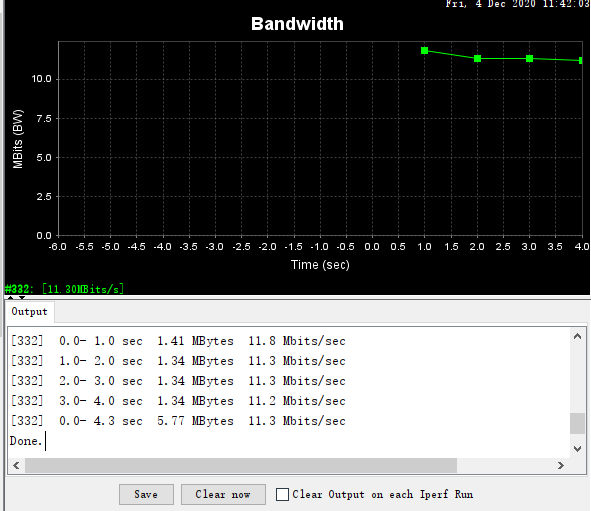 Fri, 4 Dec 2020 11:42:03
Bandwidth
MBits (BW)
10.0
7.5
5.0
2.5
0.0
-6.0 -5.5 -5.0 -4.5 -4.0 -3.5 -3.0 -2.5 -2.0 -1.5 -1.0 -0.5 0.0 0.5 1.0 1.5 2.0 2.5 3.0 3.5 4.0
Time (sec)
#332: [11.30MBits/s]
Output
[332] 0.0- 1.0 sec 1.41 MBytes 11.8 Mbits/sec
[332] 1.0- 2.0 sec 1.34 MBytes 11.3 Mbits/sec
[332] 2.0- 3.0 sec 1.34 MBytes 11.3 Mbits/sec
[332] 3.0- 4.0 sec 1.34 MBytes 11.2 Mbits/sec
[332] 0.0- 4.3 sec 5.77 MBytes 11.3 Mbits/sec
Done.
Save Clear now Clear Output on each Iperf Run